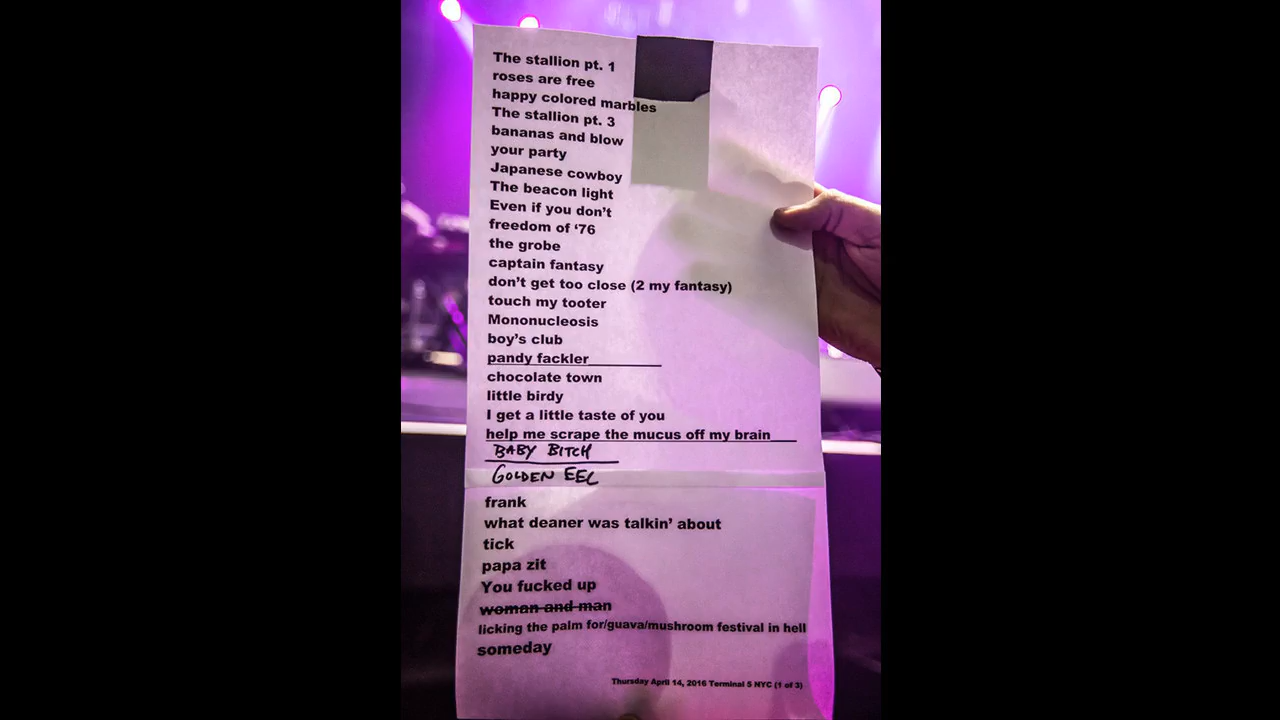 The stallion pt. 1
roses are free
happy colored marbles
The stallion pt. 3
bananas and blow
your party
Japanese cowboy
The beacon light
Even if you don’t
freedom of ‘76
the grobe
captain fantasy
don’t get too close (2 my fantasy)
touch my tooter
Mononucleosis
boy’s club
pandy fackler
chocolate town
little birdy
I get a little taste of you
help me scrape the mucus off my brain
BABY BITCH
GOLDEN EEL
frank
what deaner was talkin’ about
tick
papa zit
You fucked up
woman and man
licking the palm for/guava/mushroom festival in hell
someday
Thursday April 14, 2016 Terminal 5 NYC (1 of 3)